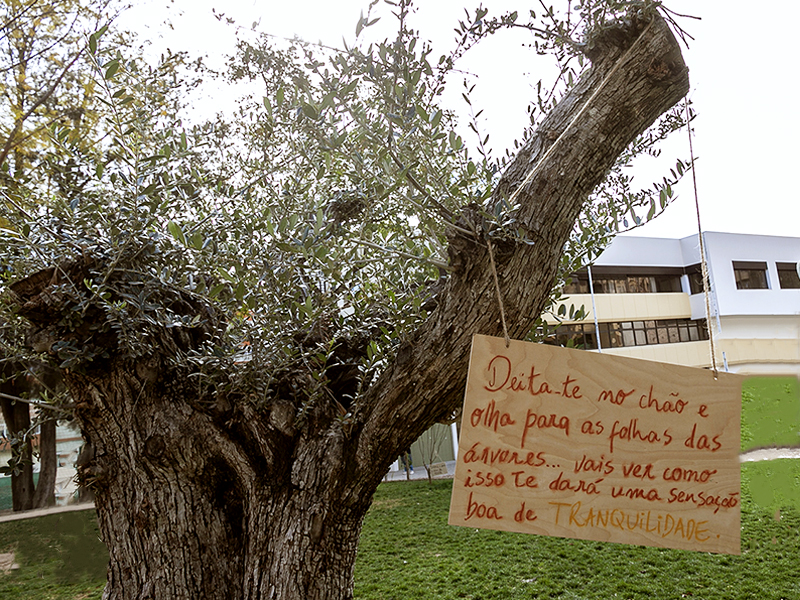 Deita-te no chão e
olha para as folhas das
árvores... vais ver como
isso te dará uma sensação
boa de TRANQUILIDADE.